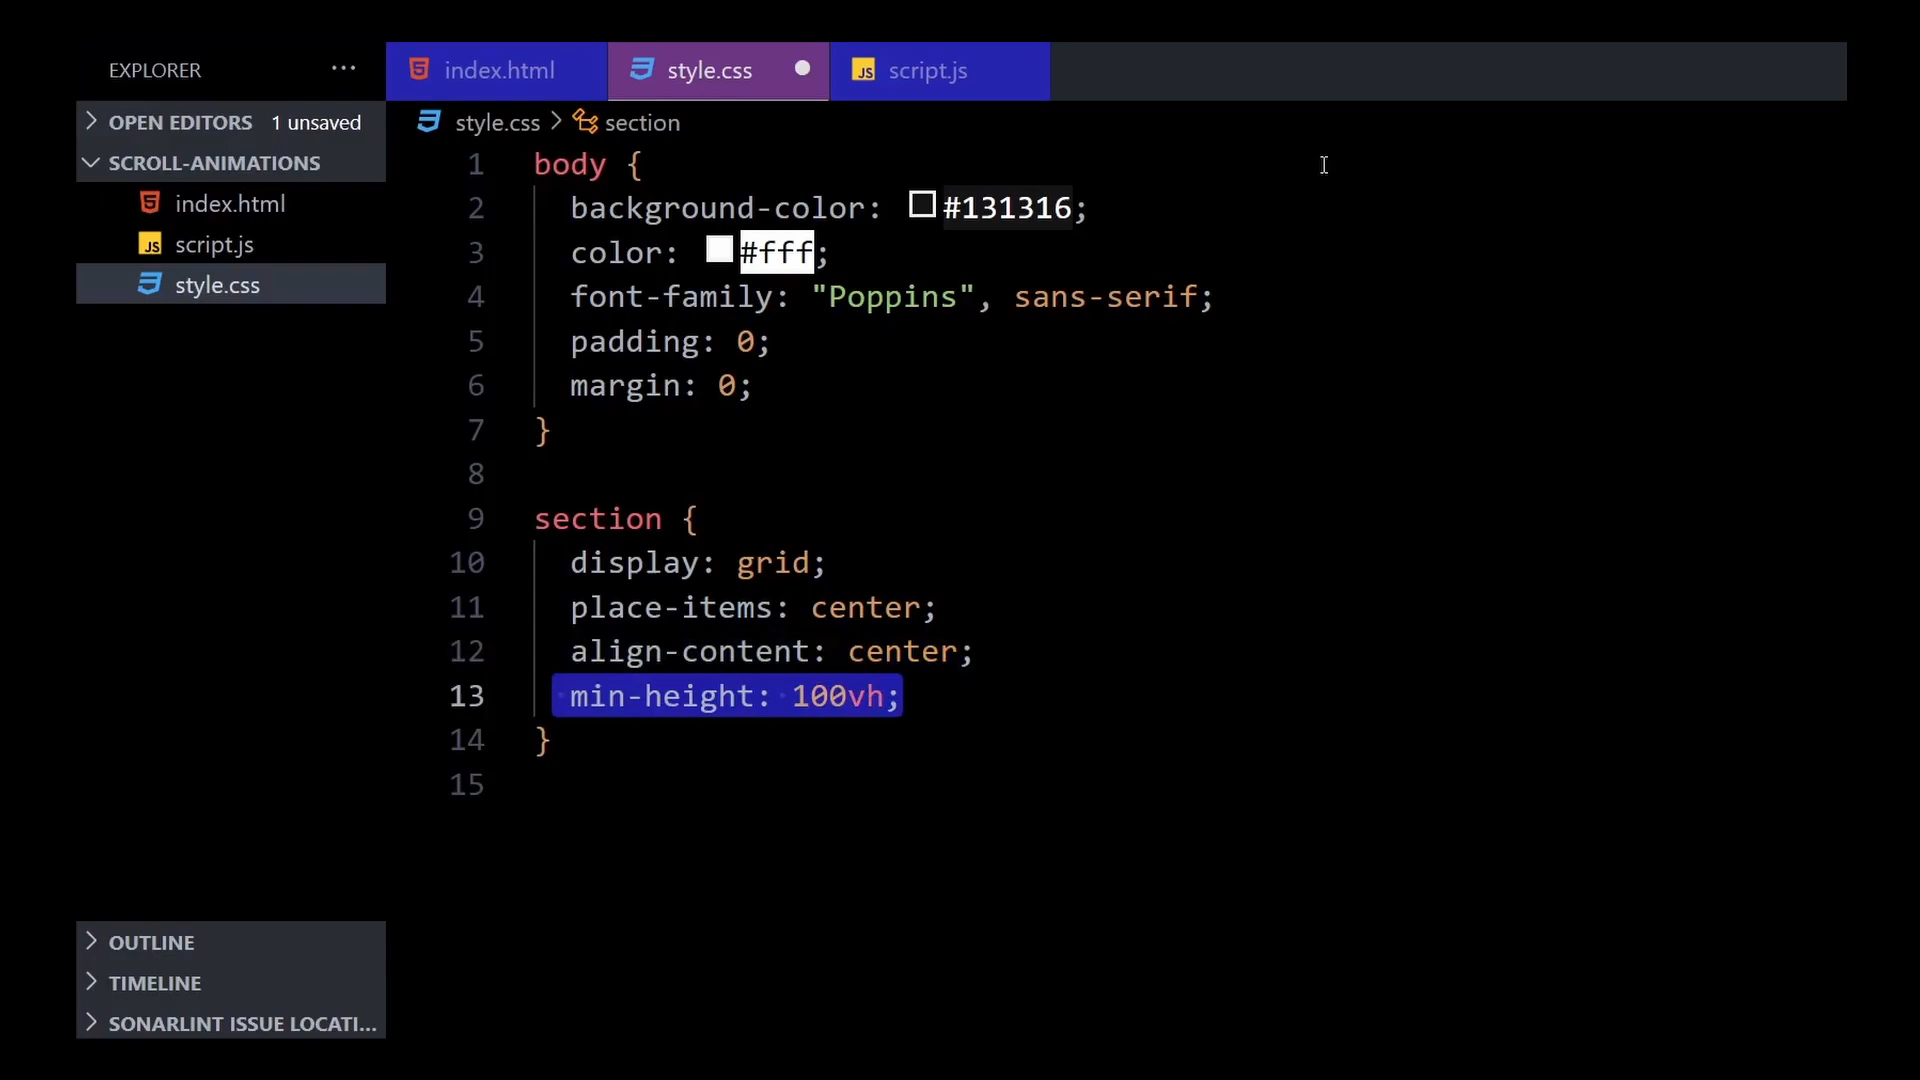 EXPLORER ···
index.html
style.css
script.js
OPEN EDITORS 1 unsaved
SCROLL-ANIMATIONS
index.html
script.js
style.css
OUTLINE
TIMELINE
SONARLINT ISSUE LOCATI...
style.css > section
1 body {
2 background-color: #131316;
3 color: #fff;
4 font-family: "Poppins", sans-serif;
5 padding: 0;
6 margin: 0;
7 }
8
9 section {
10 display: grid;
11 place-items: center;
12 align-content: center;
13 min-height: 100vh;
14 }
15